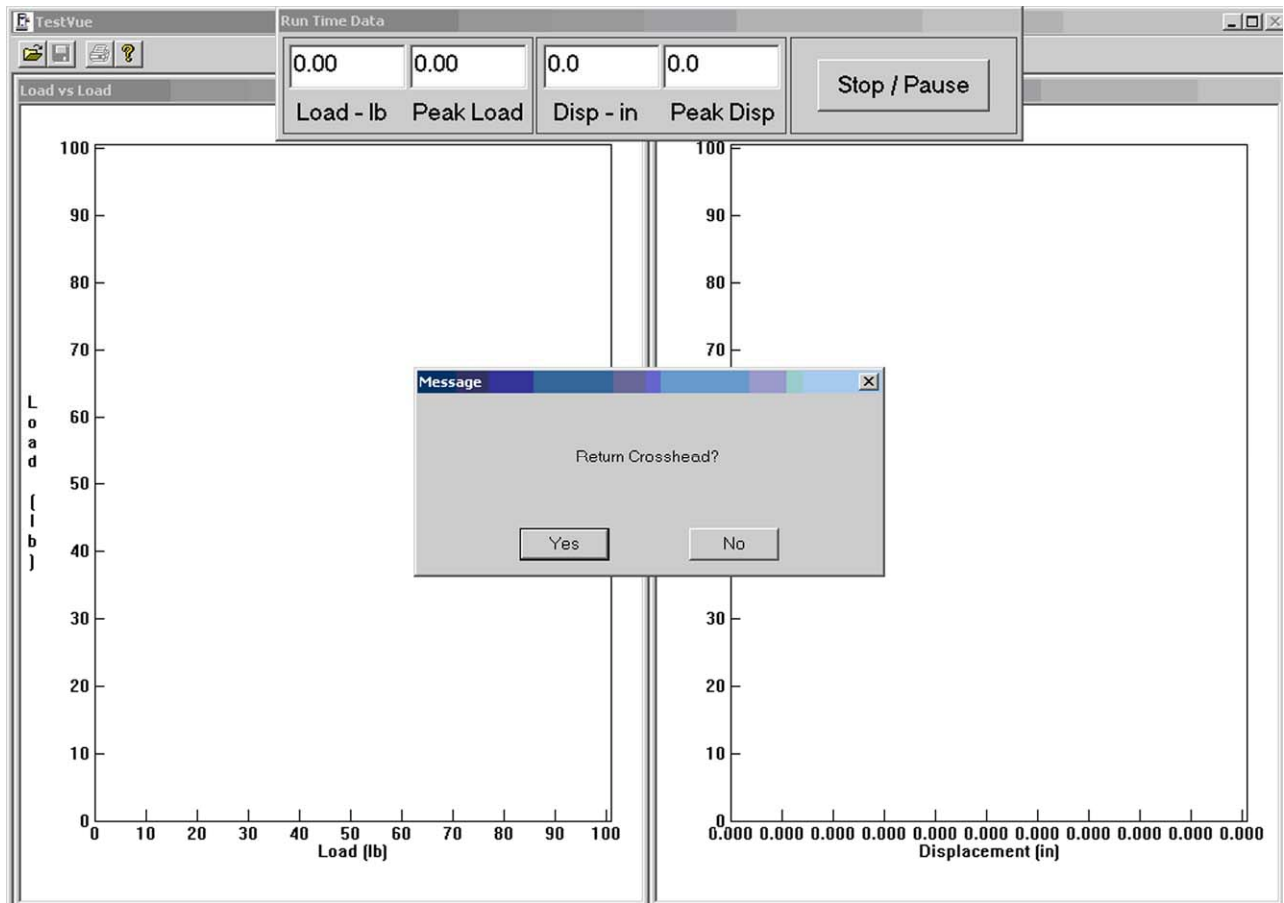 TestVue
Run Time Data
0.00 0.00 0.0 0.0
Load - lb Peak Load Disp - in Peak Disp
Stop / Pause
Load vs Load
100
90
80
70
60
50
40
30
20
10
0
Load (lb)
0 10 20 30 40 50 60 70 80 90 100
Load (lb)
100
90
80
70
30
20
10
0
0.000 0.000 0.000 0.000 0.000 0.000 0.000 0.000 0.000 0.000 0.000
Displacement (in)
Message
Return Crosshead?
Yes No